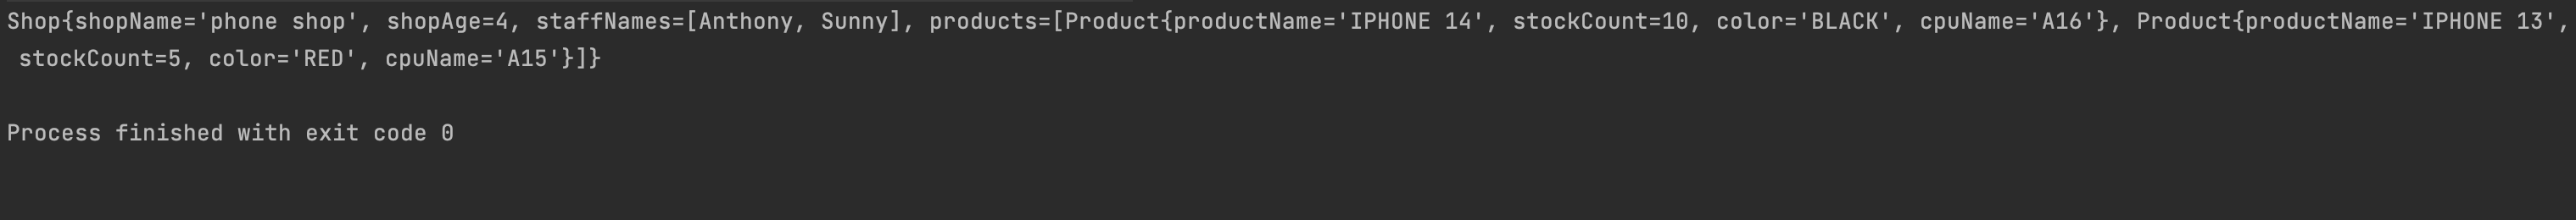 Shop{shopName='phone shop', shopAge=4, staffNames=[Anthony, Sunny], products=[Product{productName='IPHONE 14', stockCount=10, color='BLACK', cpuName='A16'}, Product{productName='IPHONE 13',
stockCount=5, color='RED', cpuName='A15'}]}
Process finished with exit code 0